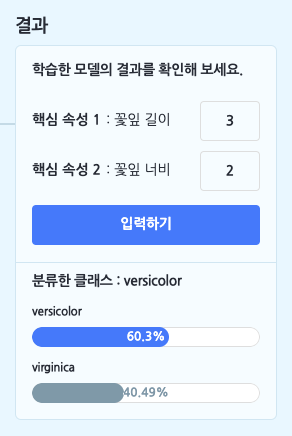 결과
학습한 모델의 결과를 확인해 보세요.
핵심 속성 1 : 꽃잎 길이 3
핵심 속성 2 : 꽃잎 너비 2
입력하기
분류한 클래스 : versicolor
versicolor
60.3%
virginica
40.49%